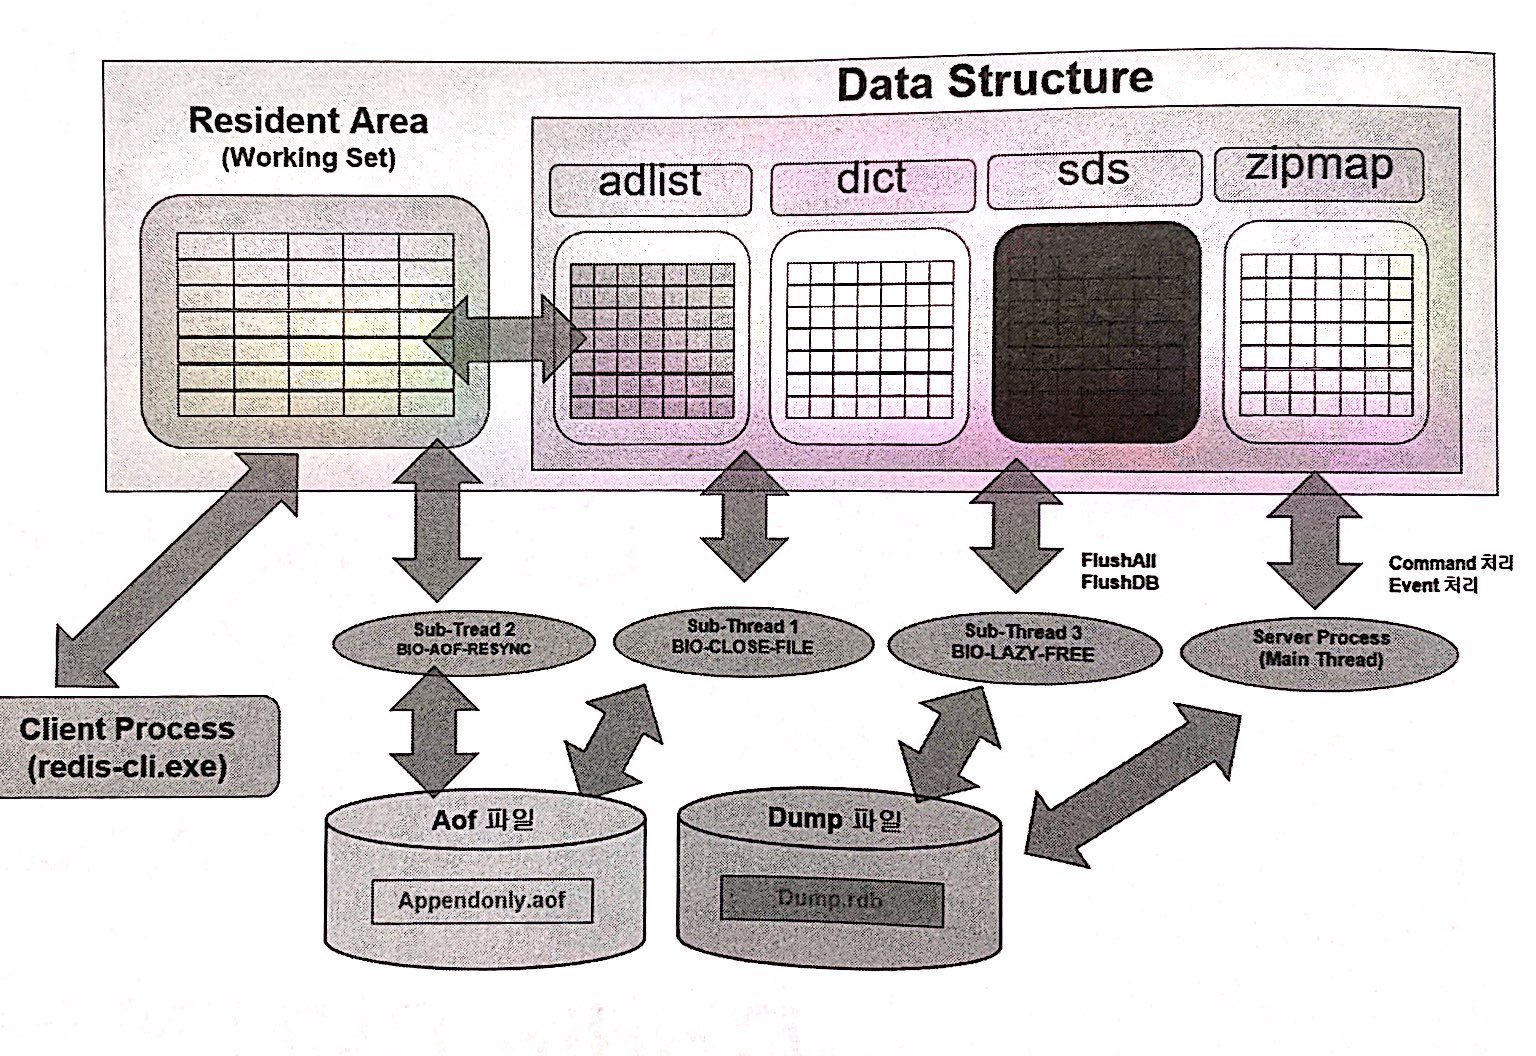 Data Structure
Resident Area
(Working Set)
adlist
dict
sds
zipmap
FlushAll
FlushDB
Command 처리
Event 처리
Sub-Tread 2
BIO-AOF-RESYNC
Sub-Thread 1
BIO-CLOSE-FILE
Sub-Thread 3
BIO-LAZY-FREE
Server Process
(Main Thread)
Client Process
(redis-cli.exe)
Aof 파일
Appendonly.aof
Dump 파일
Dump.rdb